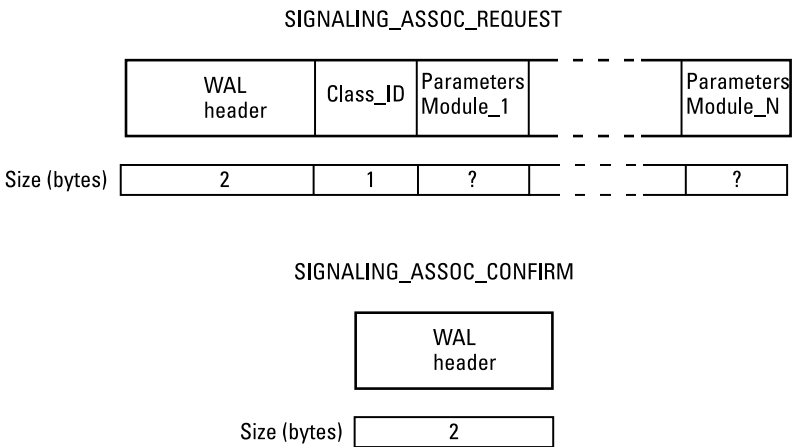 SIGNALING_ASSOC_REQUEST
WAL header Class_ID Parameters Module_1 Parameters Module_N
Size (bytes) 2 1 ? ?
SIGNALING_ASSOC_CONFIRM
WAL
header
Size (bytes) 2